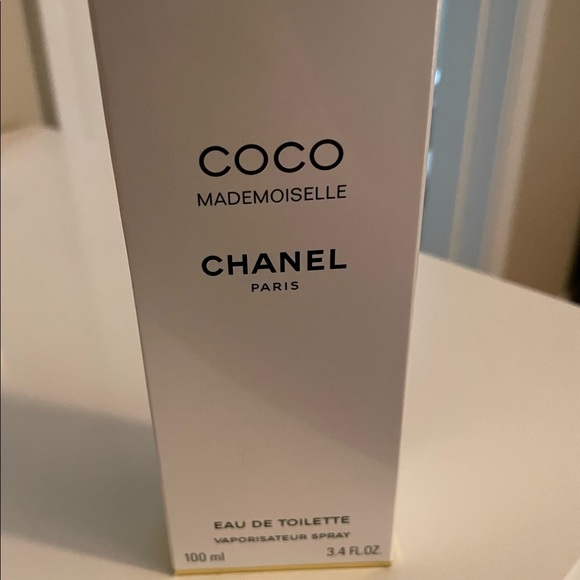 COCO
MADEMOISELLE
CHANEL
PARIS
EAU DE TOILETTE
VAPORISATEUR SPRAY
100 ml 3.4 FL.OZ.